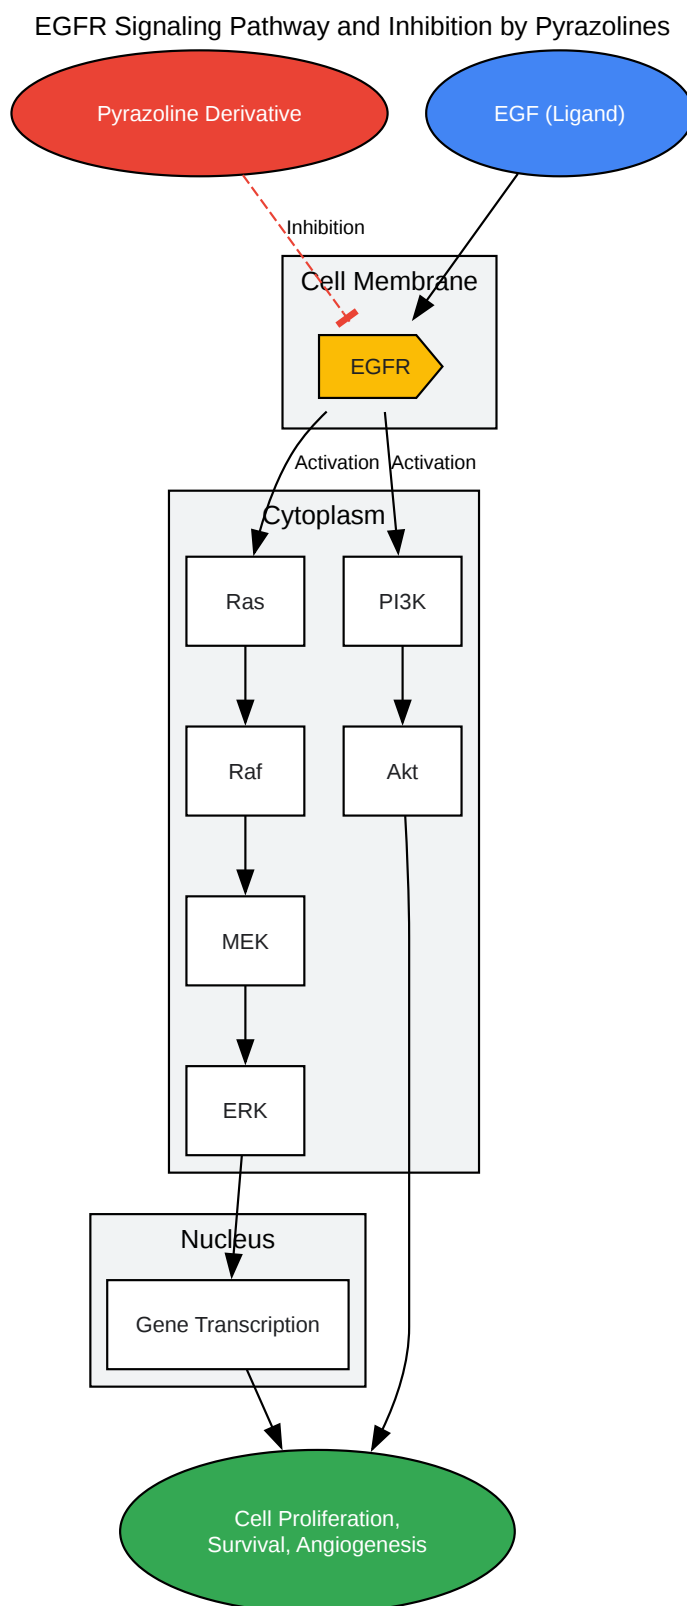 EGFR Signaling Pathway and Inhibition by Pyrazolines
Pyrazoline Derivative
EGF (Ligand)
Inhibition
Cell Membrane
EGFR
Activation
Activation
Cytoplasm
Ras
PI3K
Raf
Akt
MEK
ERK
Nucleus
Gene Transcription
Cell Proliferation,
Survival, Angiogenesis